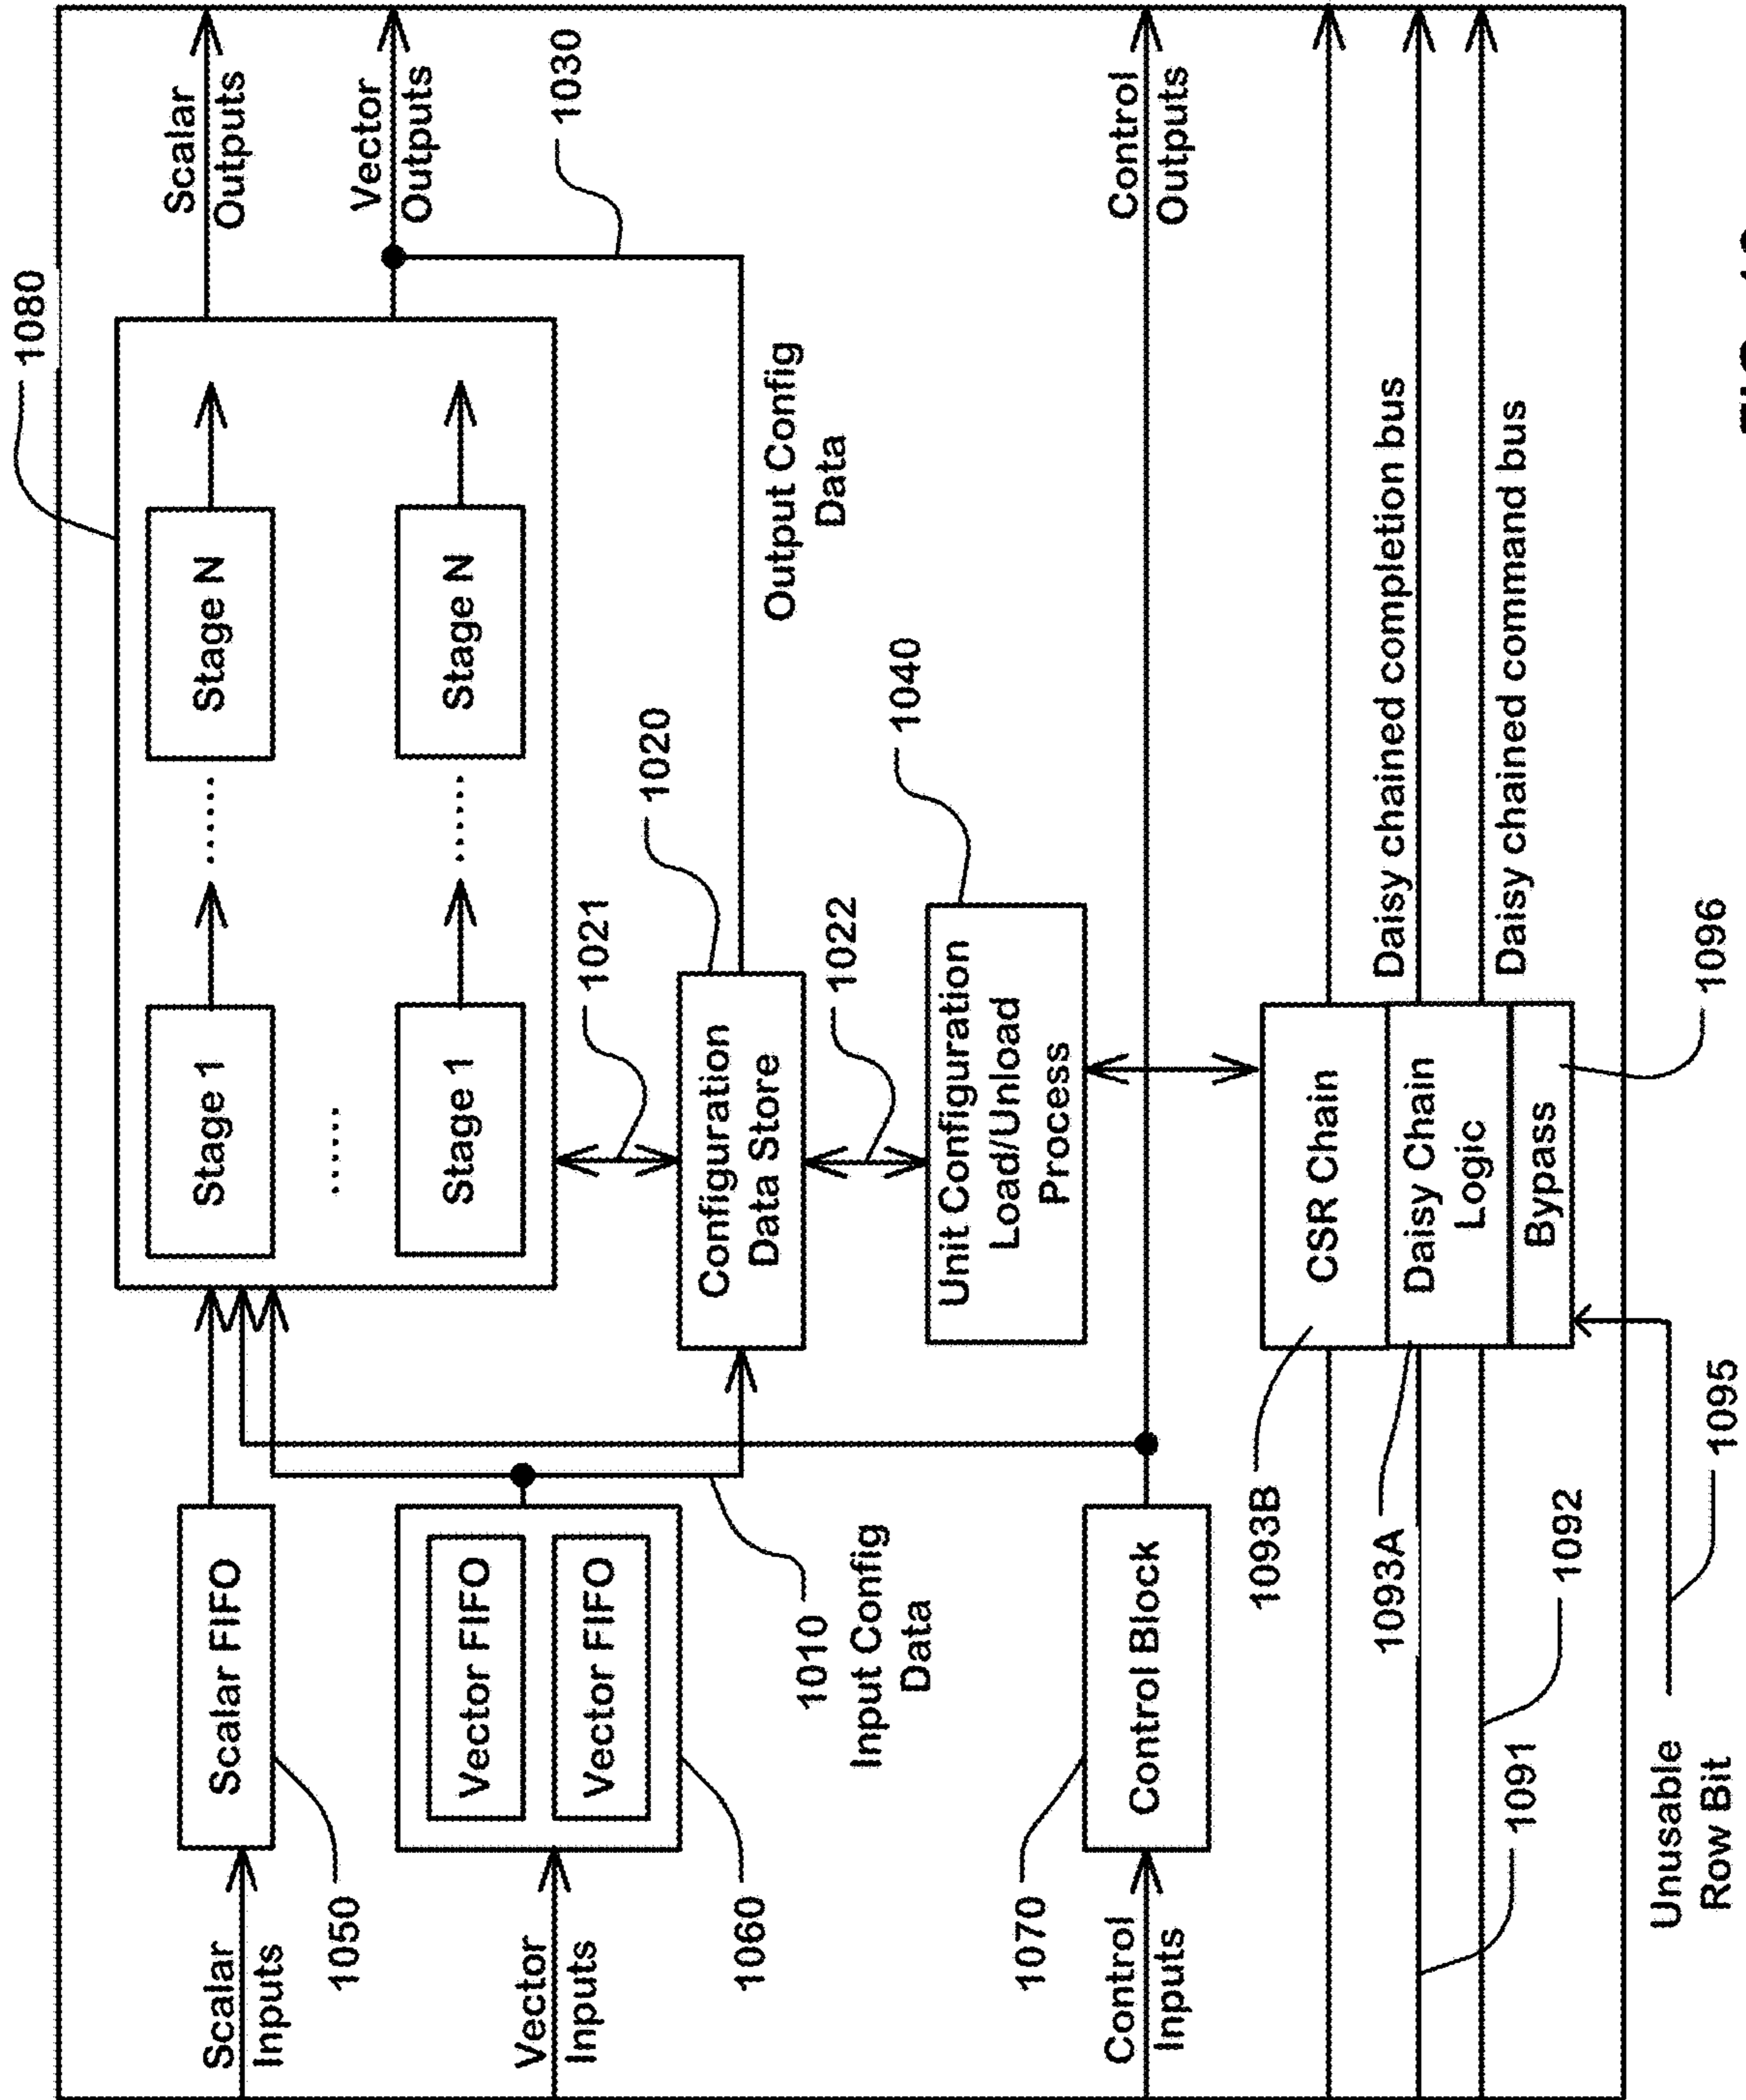 1080
Scalar
Inputs
Scalar FIFO
1050
Stage 1
......
Stage N
Scalar
Outputs
......
Vector
Inputs
Vector FIFO
Vector FIFO
1060
Stage 1
......
Stage N
Vector
Outputs
1030
1021
1020
Configuration
Data Store
1010
Input Config
Data
Output Config
Data
1022
1040
Unit Configuration
Load/Unload
Process
Control
Inputs
1070
Control Block
Control
Outputs
1093B
CSR Chain
1093A
Daisy Chain
Logic
Daisy chained completion bus
Daisy chained command bus
1091
1092
Bypass
1096
Unusable
Row Bit
1095